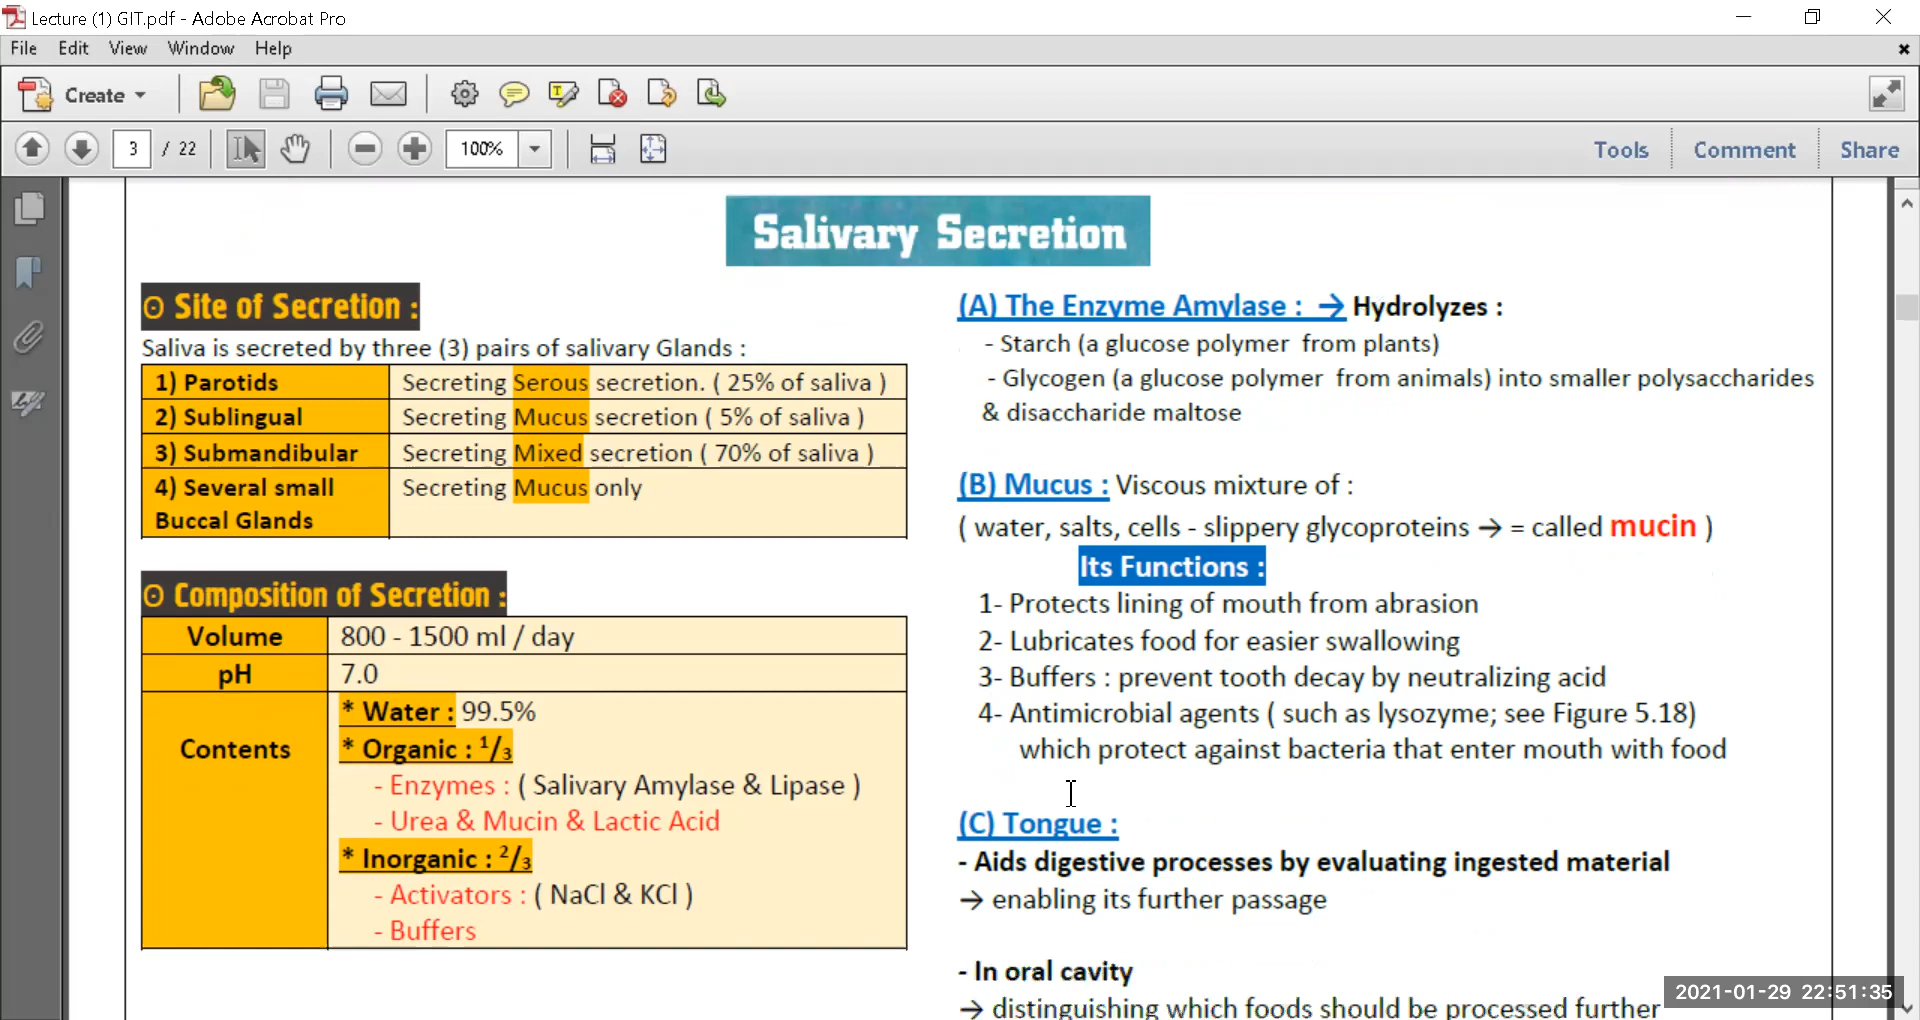 Lecture (1) GIT.pdf - Adobe Acrobat Pro
File Edit View Window Help
Create
3 / 22 100% Tools Comment Share
Salivary Secretion
⊙ Site of Secretion :
Saliva is secreted by three (3) pairs of salivary Glands :
1) Parotids Secreting Serous secretion. ( 25% of saliva )
2) Sublingual Secreting Mucus secretion ( 5% of saliva )
3) Submandibular Secreting Mixed secretion ( 70% of saliva )
4) Several small Secreting Mucus only
Buccal Glands
⊙ Composition of Secretion :
Volume 800 - 1500 ml / day
pH 7.0
* Water : 99.5%
Contents * Organic : 1/3
- Enzymes : ( Salivary Amylase & Lipase )
- Urea & Mucin & Lactic Acid
* Inorganic : 2/3
- Activators : ( NaCl & KCl )
- Buffers
(A) The Enzyme Amylase : → Hydrolyzes :
- Starch (a glucose polymer from plants)
- Glycogen (a glucose polymer from animals) into smaller polysaccharides
& disaccharide maltose
(B) Mucus : Viscous mixture of :
( water, salts, cells - slippery glycoproteins → = called mucin )
Its Functions :
1- Protects lining of mouth from abrasion
2- Lubricates food for easier swallowing
3- Buffers : prevent tooth decay by neutralizing acid
4- Antimicrobial agents ( such as lysozyme; see Figure 5.18)
which protect against bacteria that enter mouth with food
(C) Tongue :
- Aids digestive processes by evaluating ingested material
→ enabling its further passage
- In oral cavity
→ distinguishing which foods should be processed further
2021-01-29 22:51:35